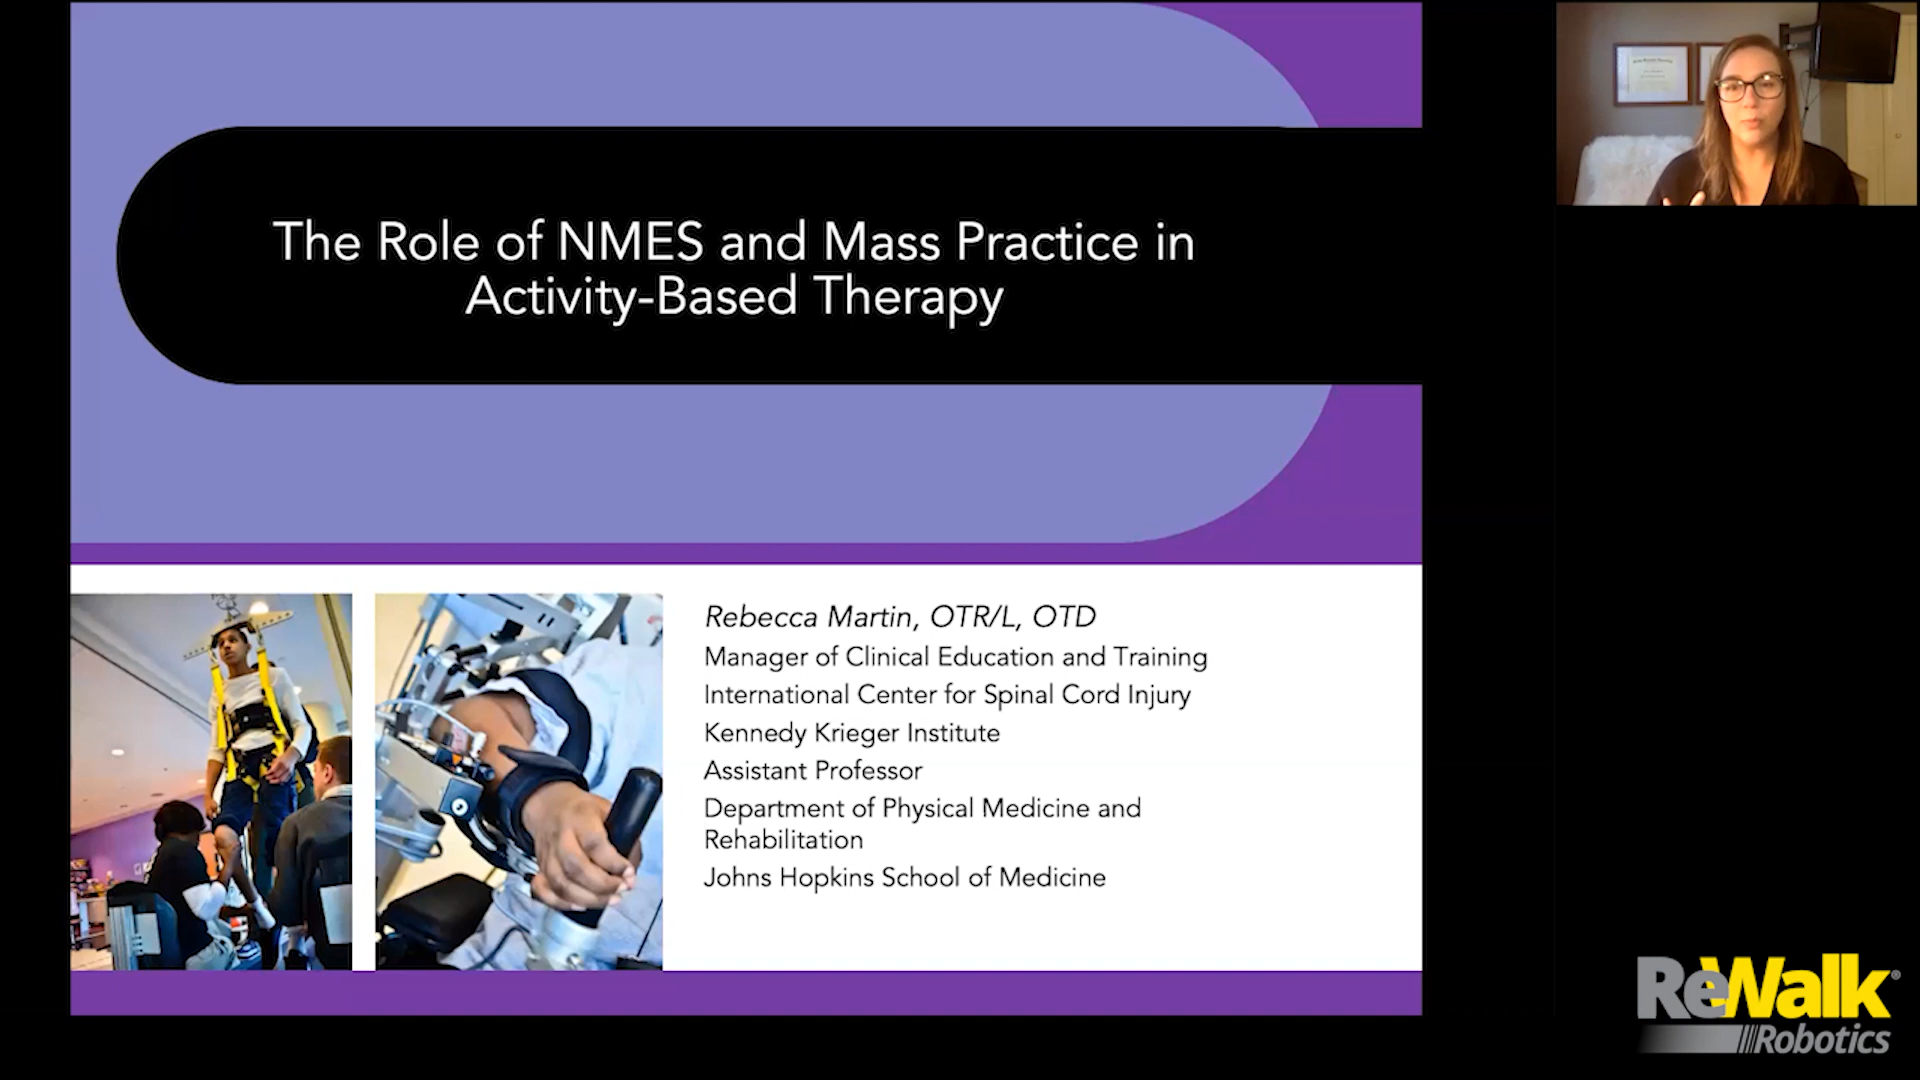 The Role of NMES and Mass Practice in
Activity-Based Therapy
Rebecca Martin, OTR/L, OTD
Manager of Clinical Education and Training
International Center for Spinal Cord Injury
Kennedy Krieger Institute
Assistant Professor
Department of Physical Medicine and
Rehabilitation
Johns Hopkins School of Medicine
ReWalk®
Robotics